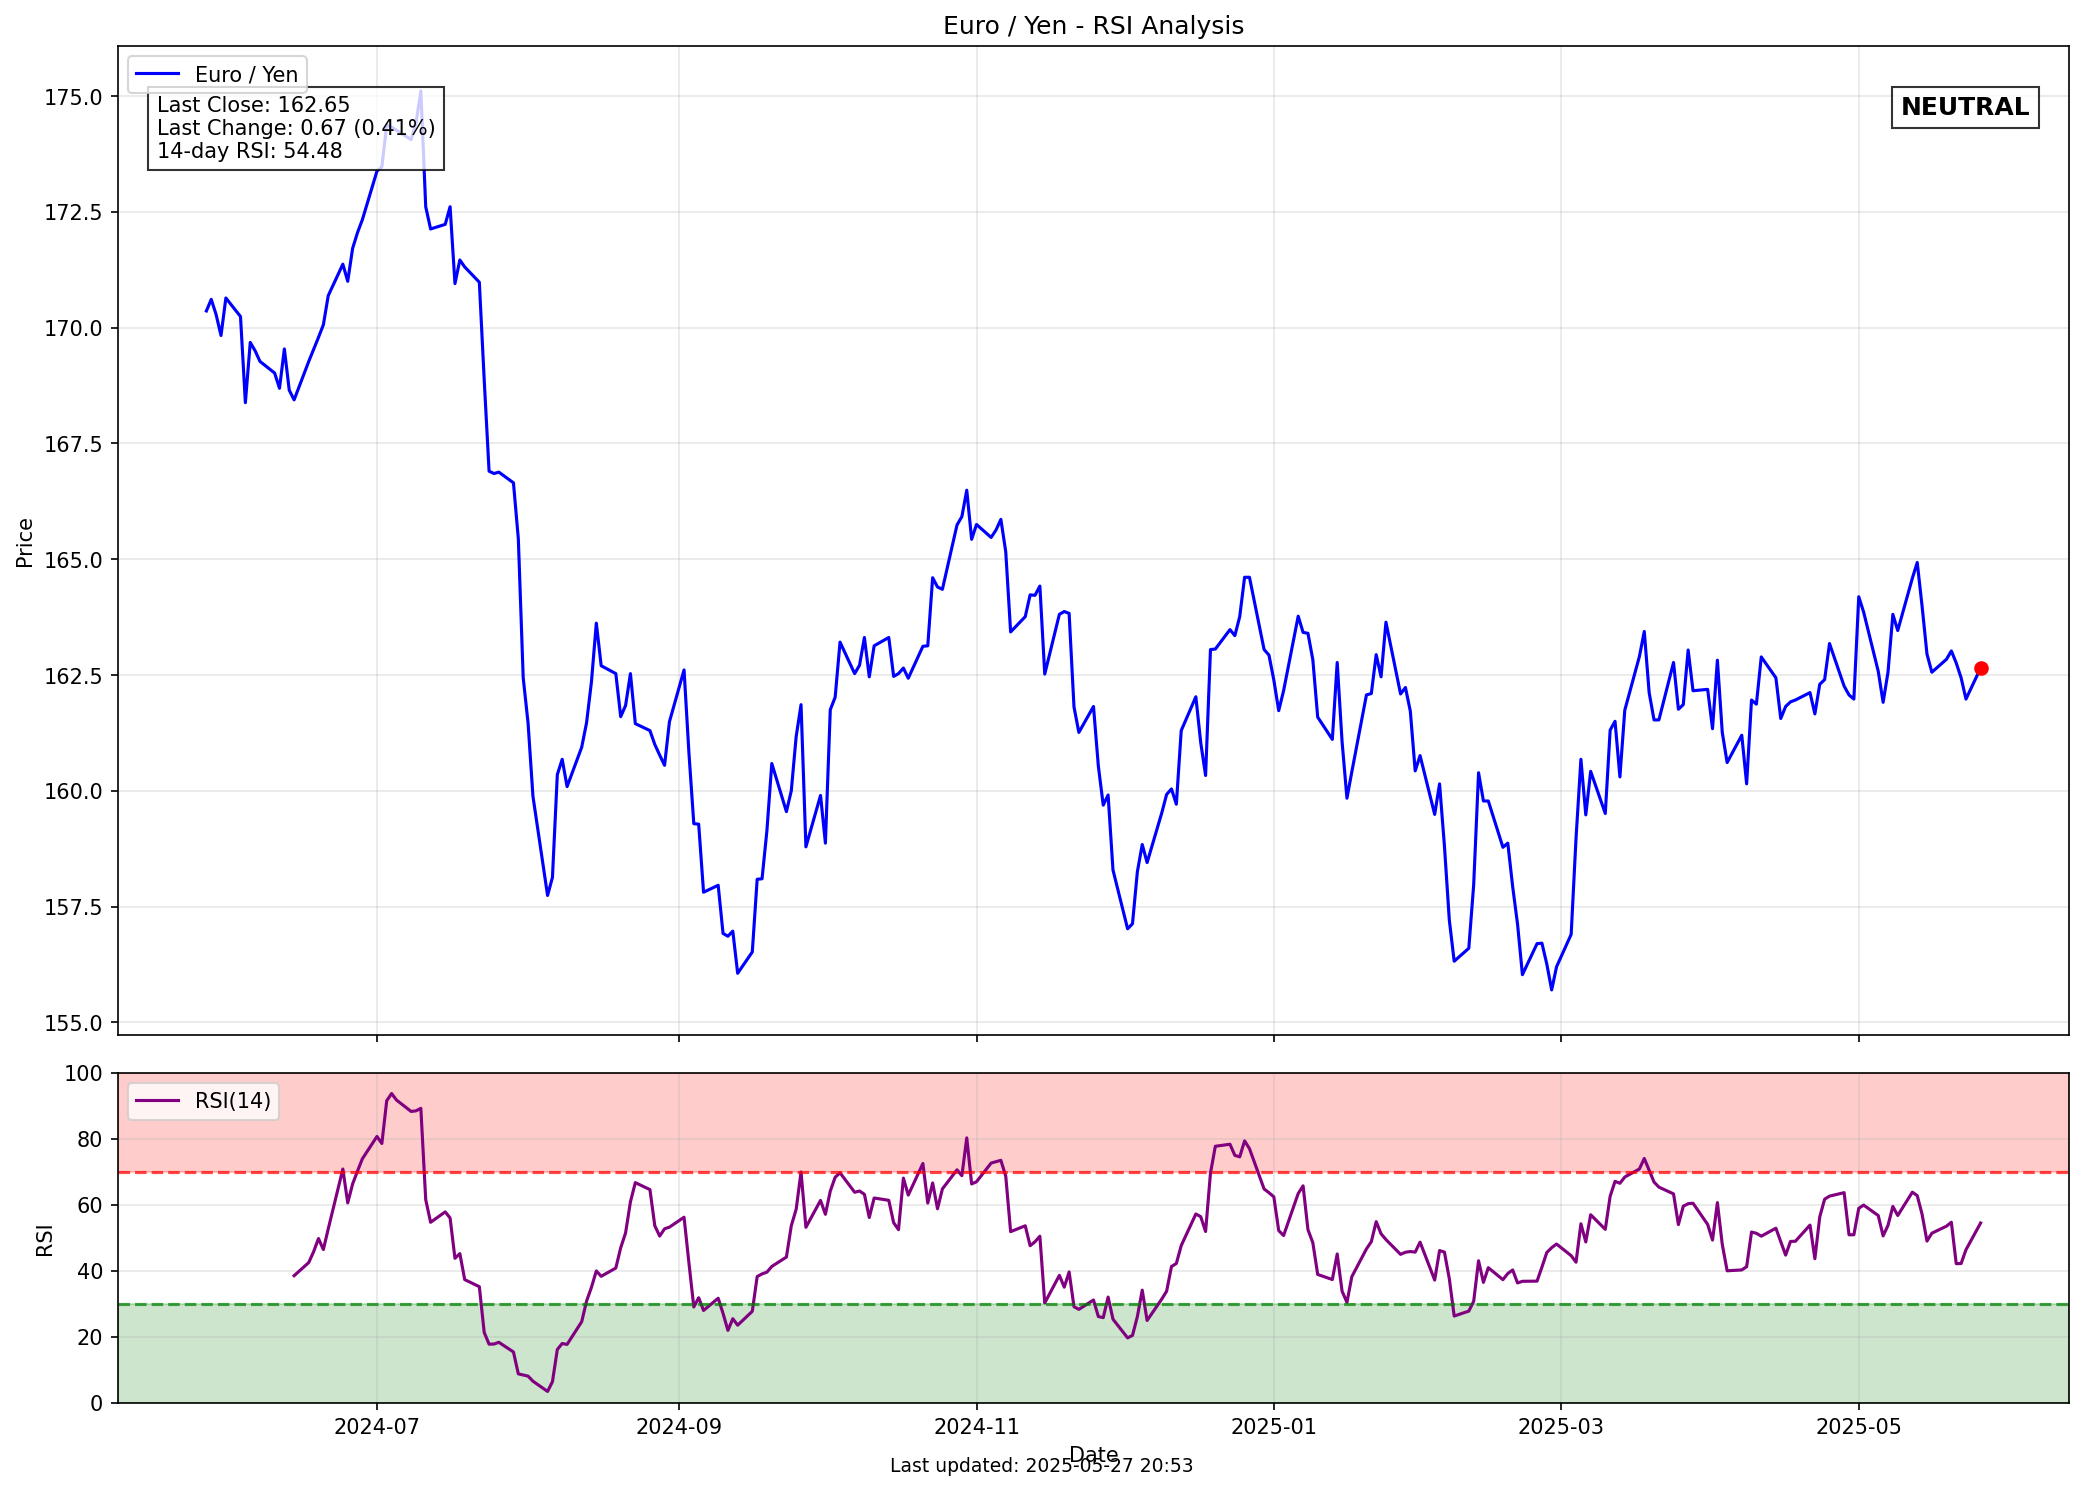 Euro / Yen - RSI Analysis
Euro / Yen
Last Close: 162.65
Last Change: 0.67 (0.41%)
14-day RSI: 54.48
NEUTRAL
Price
175.0
172.5
170.0
167.5
165.0
162.5
160.0
157.5
155.0
RSI(14)
RSI
100
80
60
40
20
0
2024-07
2024-09
2024-11
2025-01
2025-03
2025-05
Date
Last updated: 2025-05-27 20:53